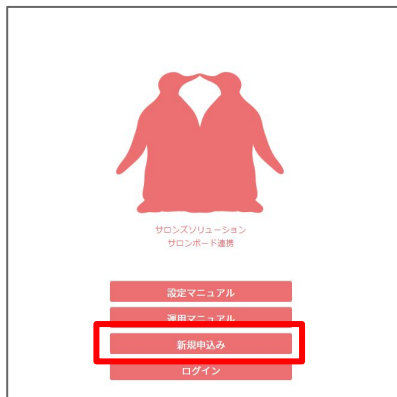 サロンズソリューション
サロンボード連携
設定マニュアル
運用マニュアル
新規申込み
ログイン